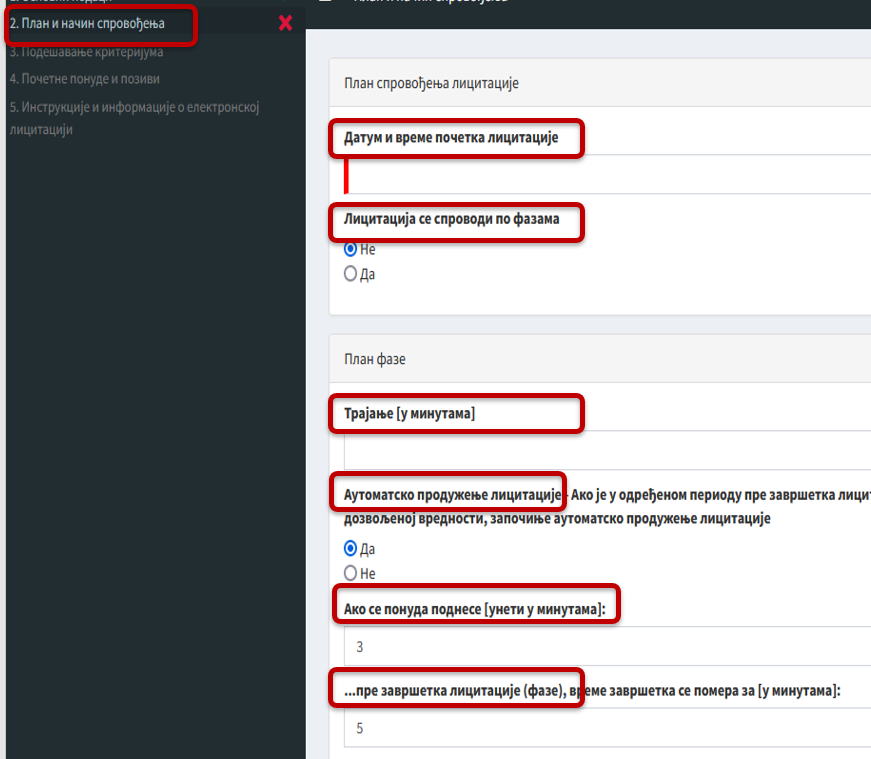 2. План и начин спровођења
3. Подешавање критеријума
4. Почетне понуде и позиви
5. Инструкције и информације о електронској
лицитацији
План спровођења лицитације
Датум и време почетка лицитације
Лицитација се спроводи по фазама
Не
Да
План фазе
Трајање [у минутама]
Аутоматско продужење лицитације - Ако је у одређеном периоду пре завршетка
дозвољеној вредности, започиње аутоматско продужење лицитације
Да
Не
Ако се понуда поднесе [унети у минутама]:
3
...пре завршетка лицитације (фазе), време завршетка се помера за [у минутама]:
5